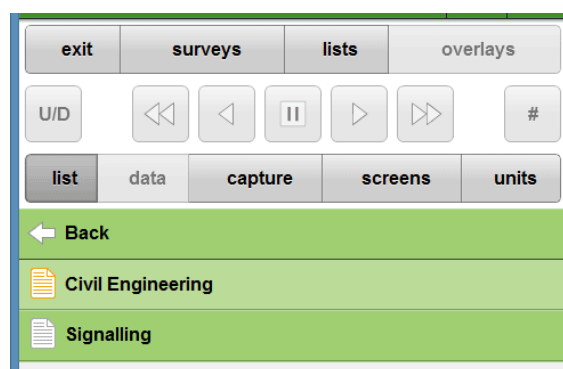 exit surveys lists overlays
U/D #
list data capture screens units
Back
Civil Engineering
Signalling